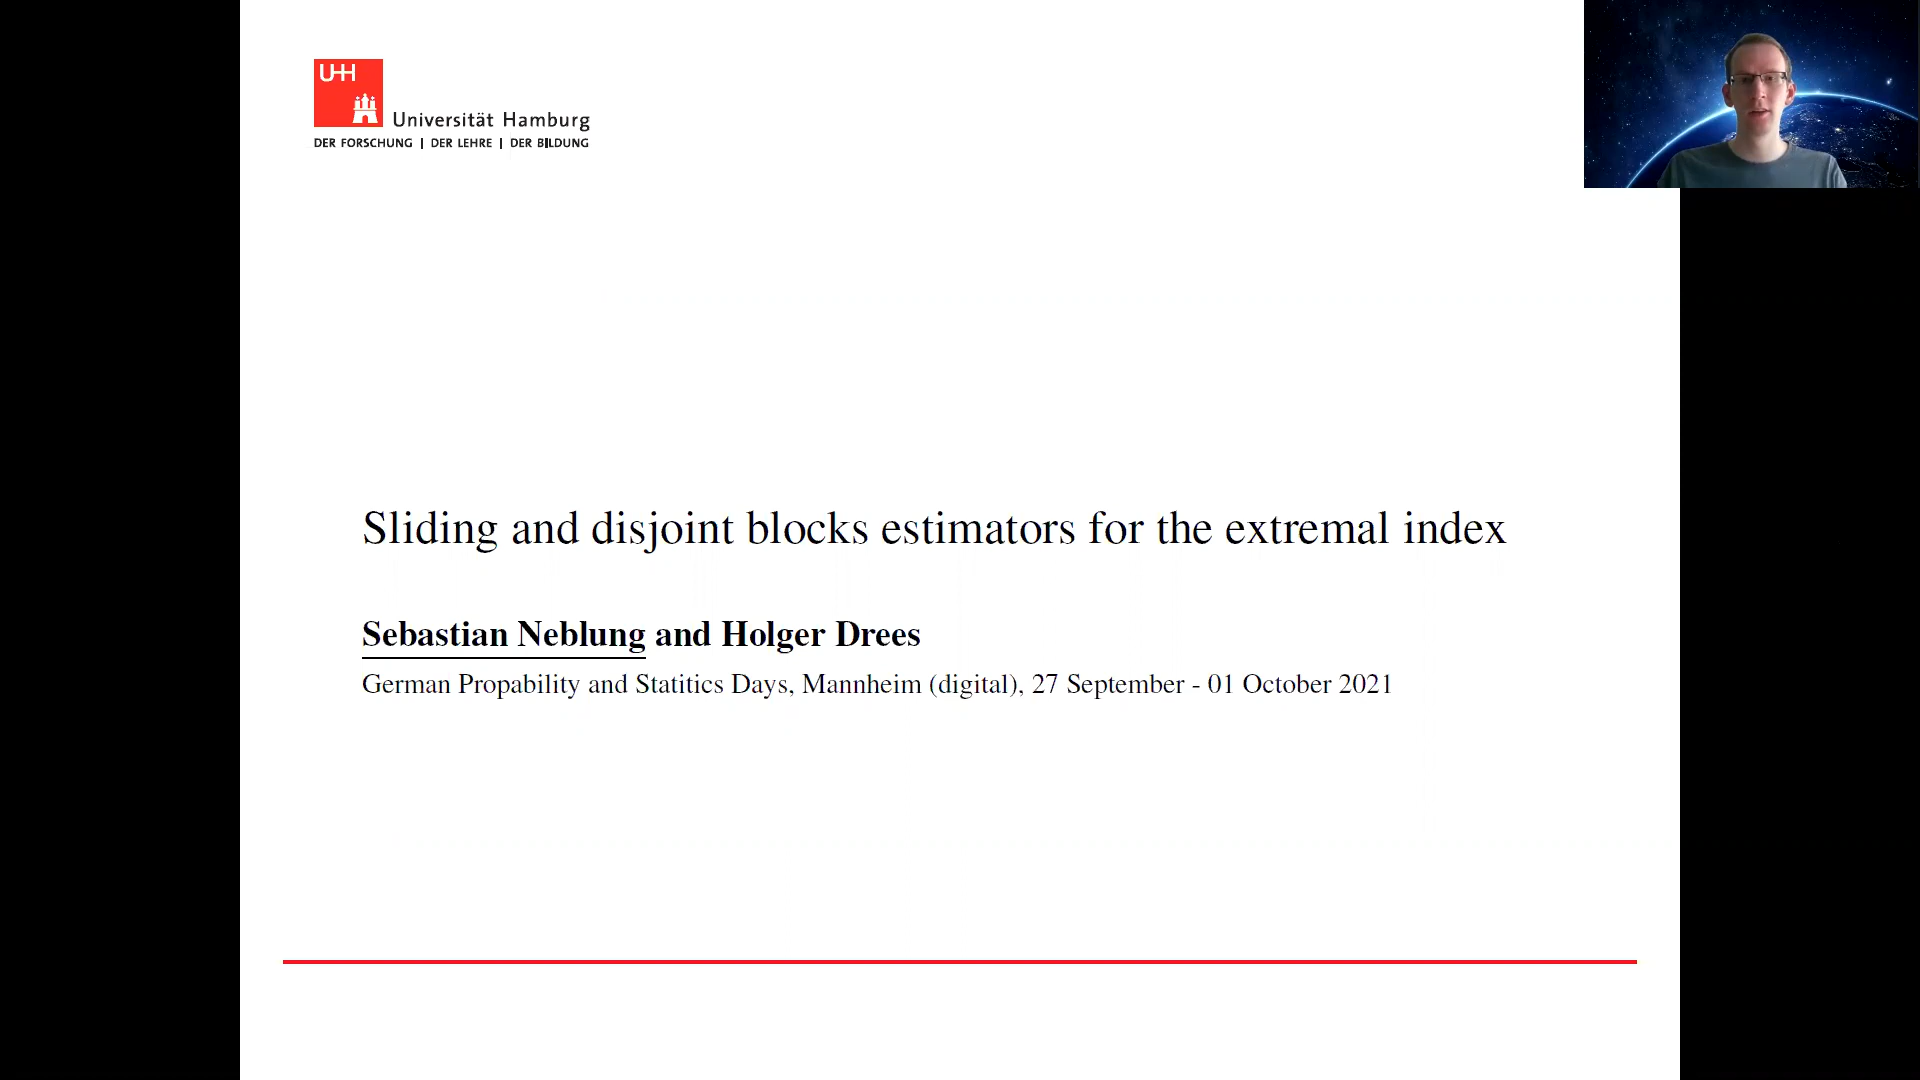 UHH
Universität Hamburg
DER FORSCHUNG | DER LEHRE | DER BILDUNG
Sliding and disjoint blocks estimators for the extremal index
Sebastian Neblung and Holger Drees
German Propability and Statitics Days, Mannheim (digital), 27 September - 01 October 2021